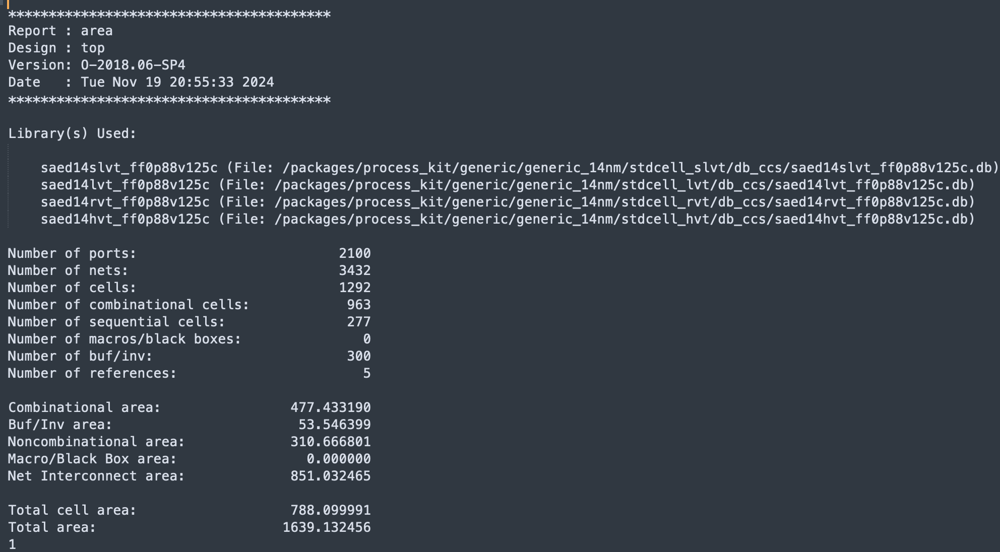 ****************************************
Report : area
Design : top
Version: O-2018.06-SP4
Date   : Tue Nov 19 20:55:33 2024
****************************************
Library(s) Used:
saed14slvt_ff0p88v125c (File: /packages/process_kit/generic/generic_14nm/stdcell_slvt/db_ccs/saed14slvt_ff0p88v125c.db)
saed14lvt_ff0p88v125c (File: /packages/process_kit/generic/generic_14nm/stdcell_lvt/db_ccs/saed14lvt_ff0p88v125c.db)
saed14rvt_ff0p88v125c (File: /packages/process_kit/generic/generic_14nm/stdcell_rvt/db_ccs/saed14rvt_ff0p88v125c.db)
saed14hvt_ff0p88v125c (File: /packages/process_kit/generic/generic_14nm/stdcell_hvt/db_ccs/saed14hvt_ff0p88v125c.db)
Number of ports:                         2100
Number of nets:                          3432
Number of cells:                         1292
Number of combinational cells:            963
Number of sequential cells:               277
Number of macros/black boxes:               0
Number of buf/inv:                        300
Number of references:                       5
Combinational area:                477.433190
Buf/Inv area:                       53.546399
Noncombinational area:             310.666801
Macro/Black Box area:                0.000000
Net Interconnect area:             851.032465
Total cell area:                   788.099991
Total area:                       1639.132456
1